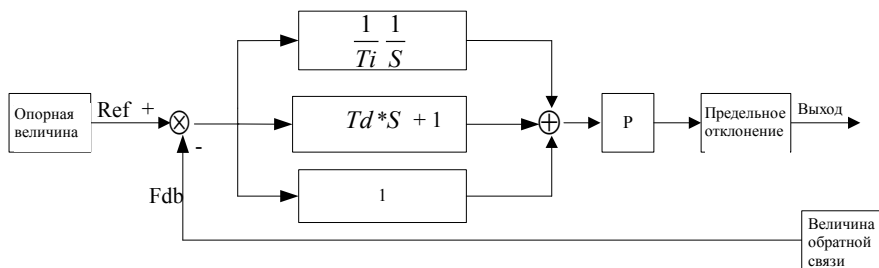 1/Ti 1/S
Опорная
величина
Ref +
Td*S + 1
P
Предельное
отклонение
Выход
-
Fdb
1
Величина
обратной
связи